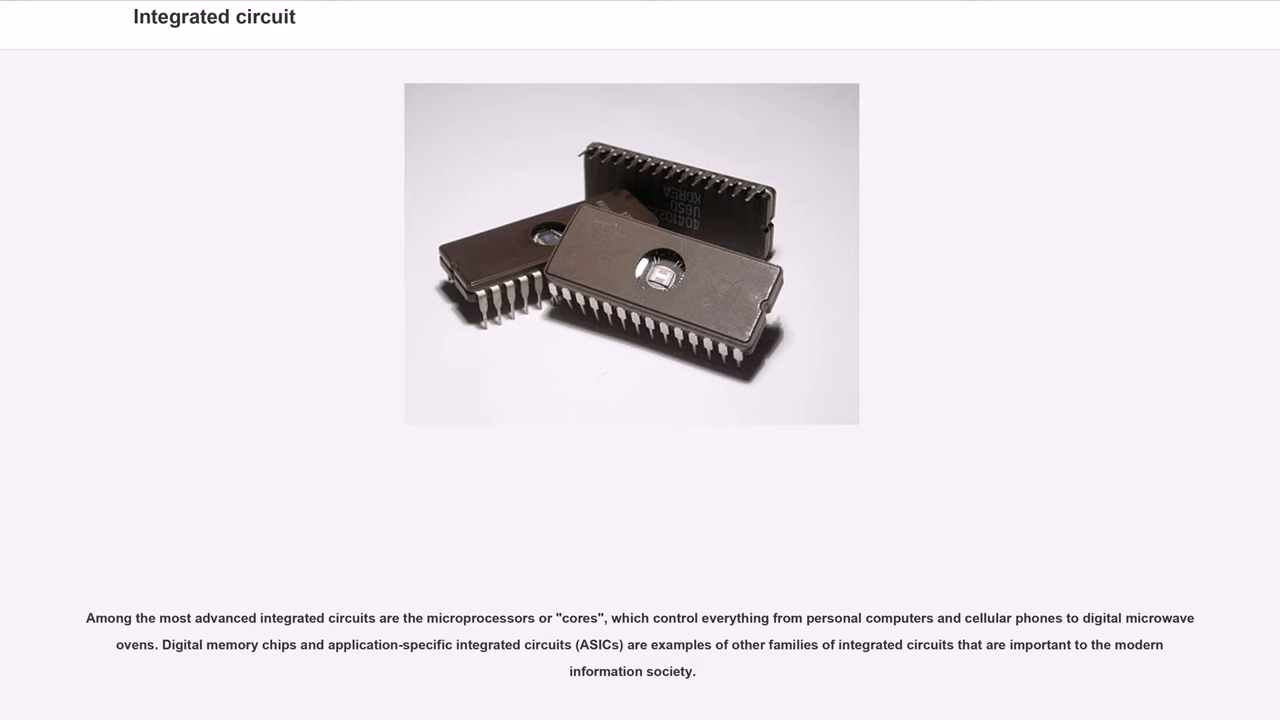 Integrated circuit
KOREA
UB50
Among the most advanced integrated circuits are the microprocessors or "cores", which control everything from personal computers and cellular phones to digital microwave
ovens. Digital memory chips and application-specific integrated circuits (ASICs) are examples of other families of integrated circuits that are important to the modern
information society.